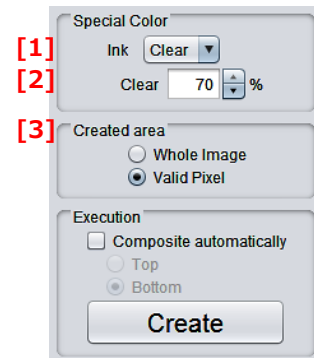 Special Color
[1] Ink Clear
[2] Clear 70 %
[3] Created area
Whole Image
Valid Pixel
Execution
Composite automatically
Top
Bottom
Create